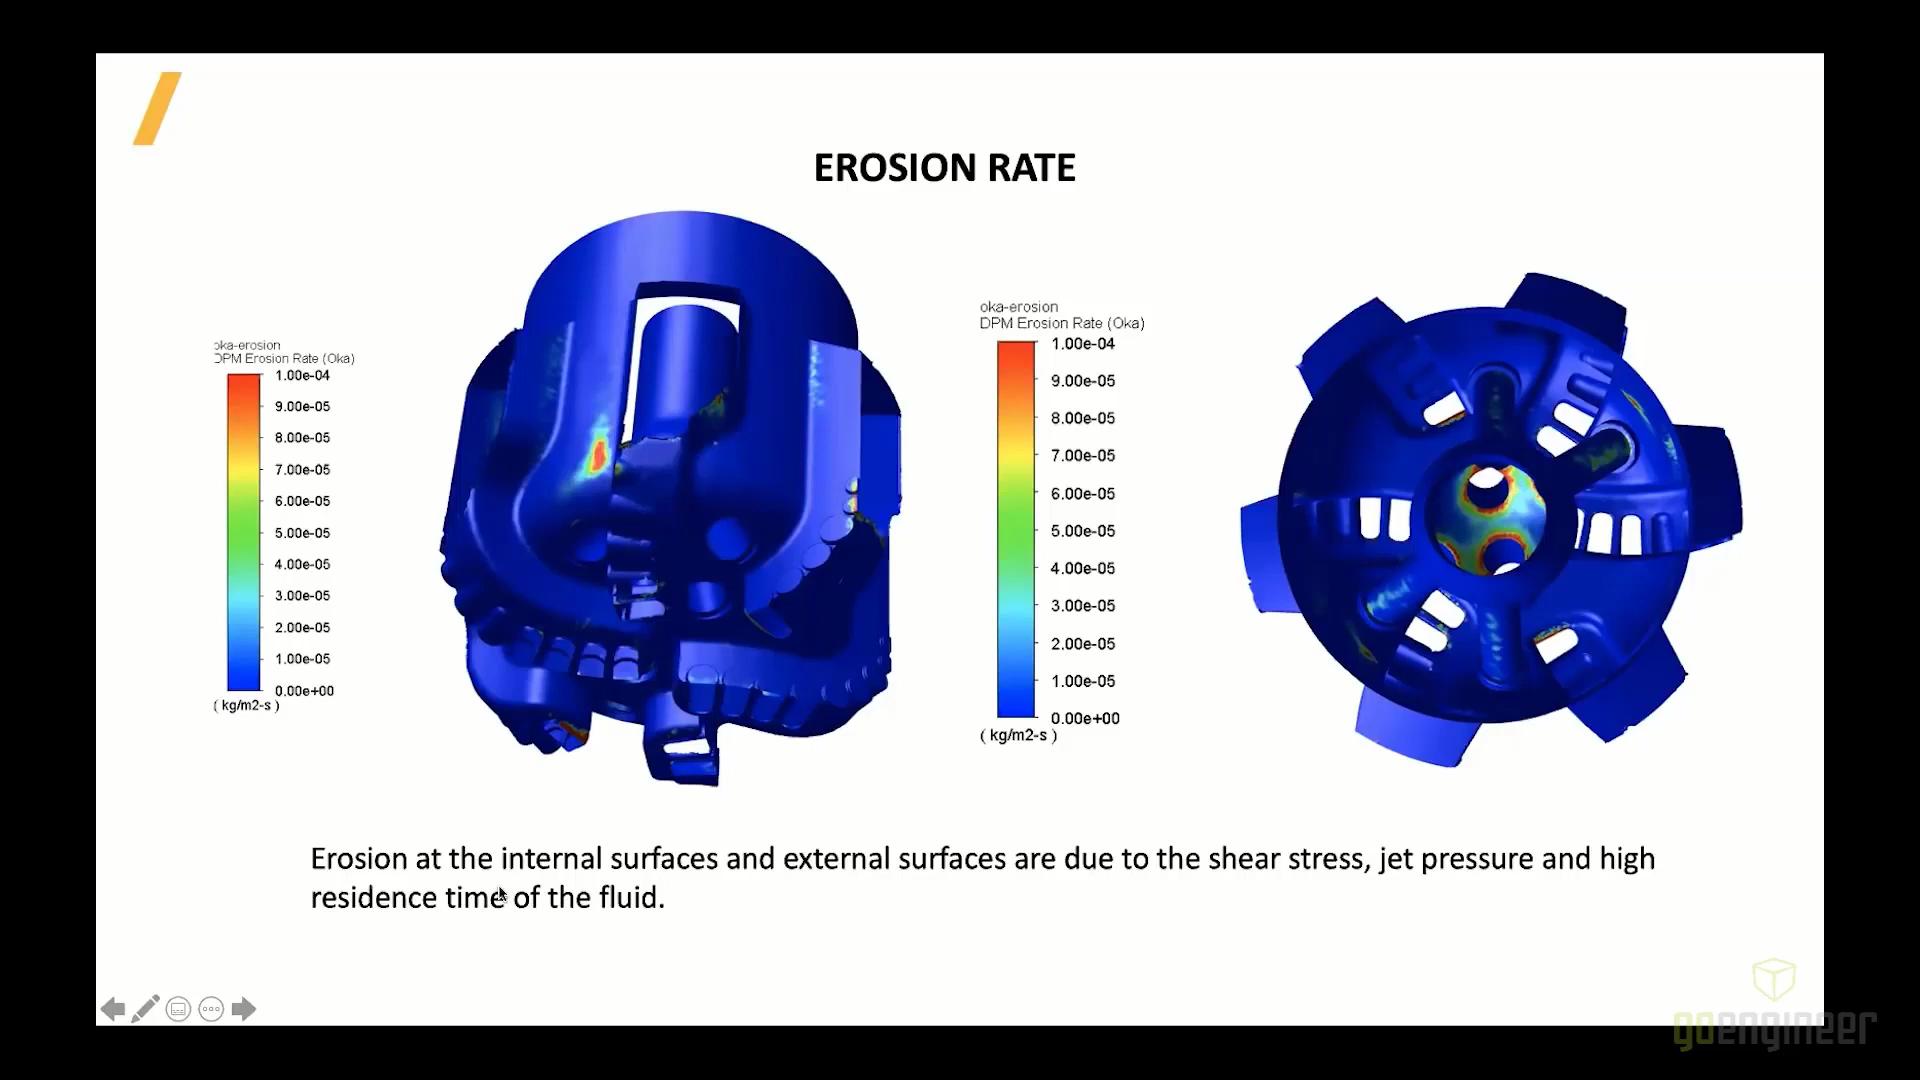 EROSION RATE
oka-erosion
DPM Erosion Rate (Oka)
1.00e-04
9.00e-05
8.00e-05
7.00e-05
6.00e-05
5.00e-05
4.00e-05
3.00e-05
2.00e-05
1.00e-05
0.00e+00
( kg/m2-s )
oka-erosion
DPM Erosion Rate (Oka)
1.00e-04
9.00e-05
8.00e-05
7.00e-05
6.00e-05
5.00e-05
4.00e-05
3.00e-05
2.00e-05
1.00e-05
0.00e+00
( kg/m2-s )
Erosion at the internal surfaces and external surfaces are due to the shear stress, jet pressure and high
residence time of the fluid.
goengineer